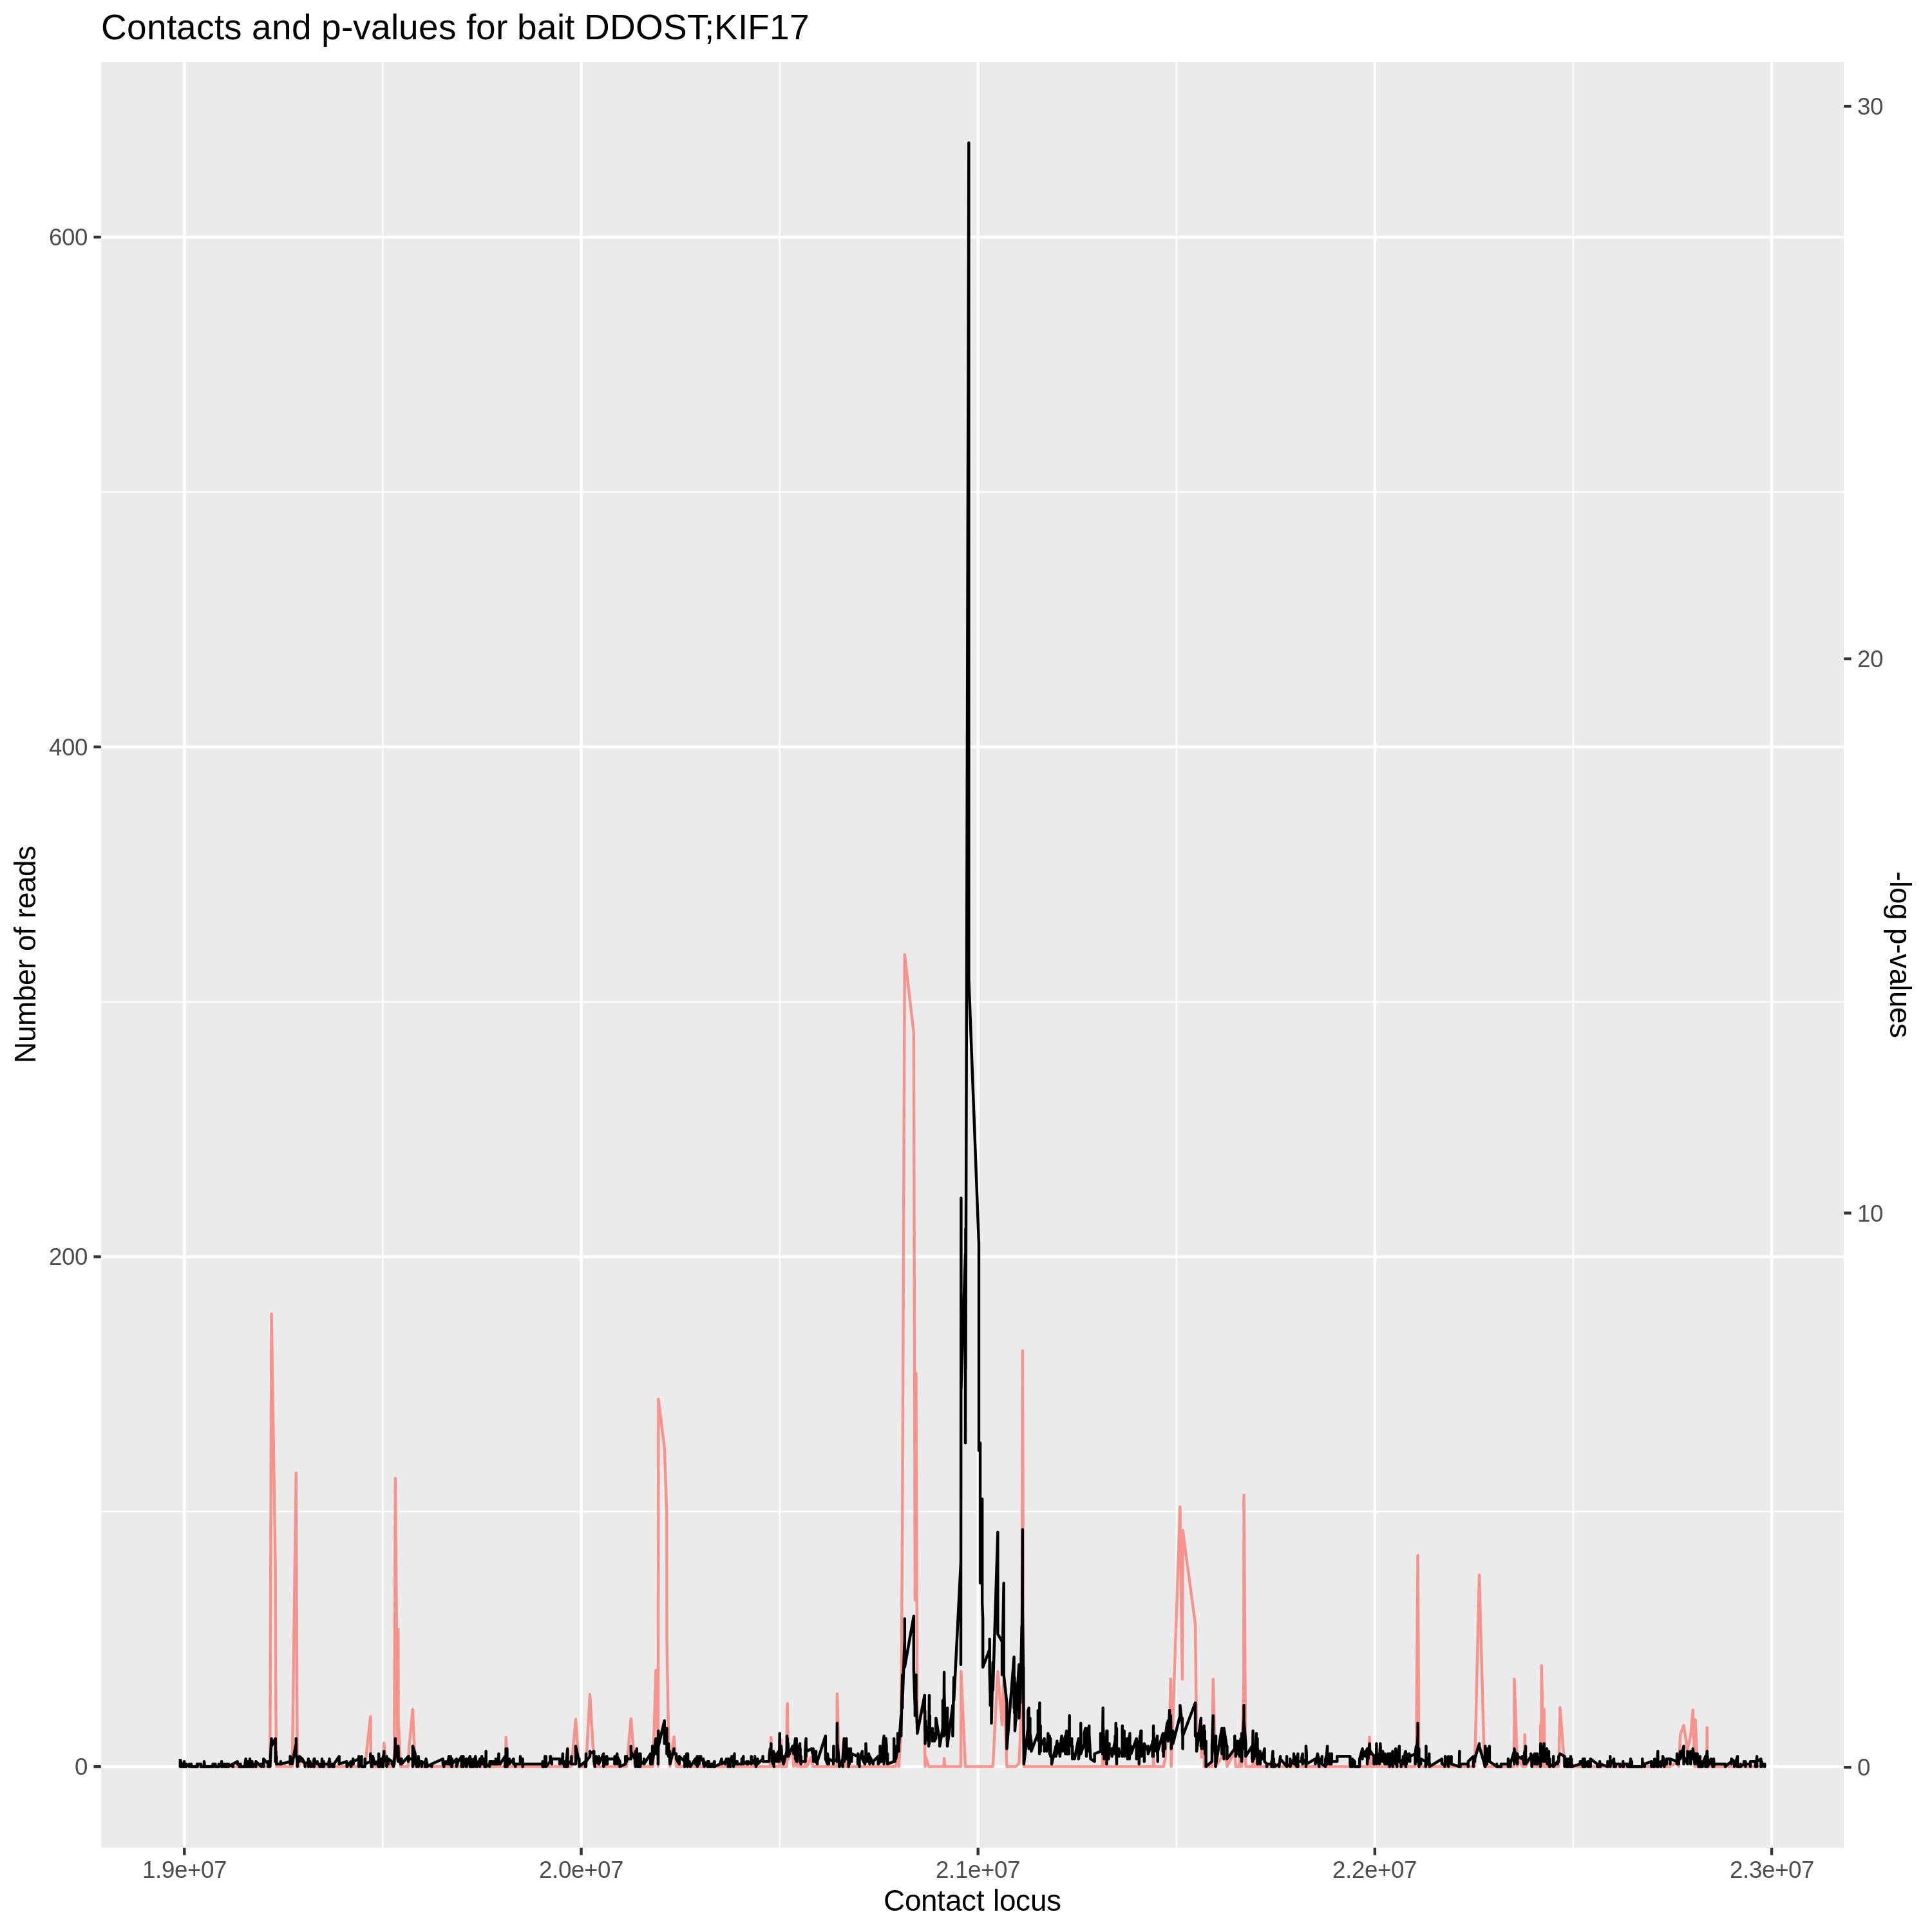 Contacts and p-values for bait DDOST;KIF17
30
600
20
400
Number of reads
-log p-values
10
200
0
0
1.9e+07
2.0e+07
2.1e+07
2.2e+07
2.3e+07
Contact locus